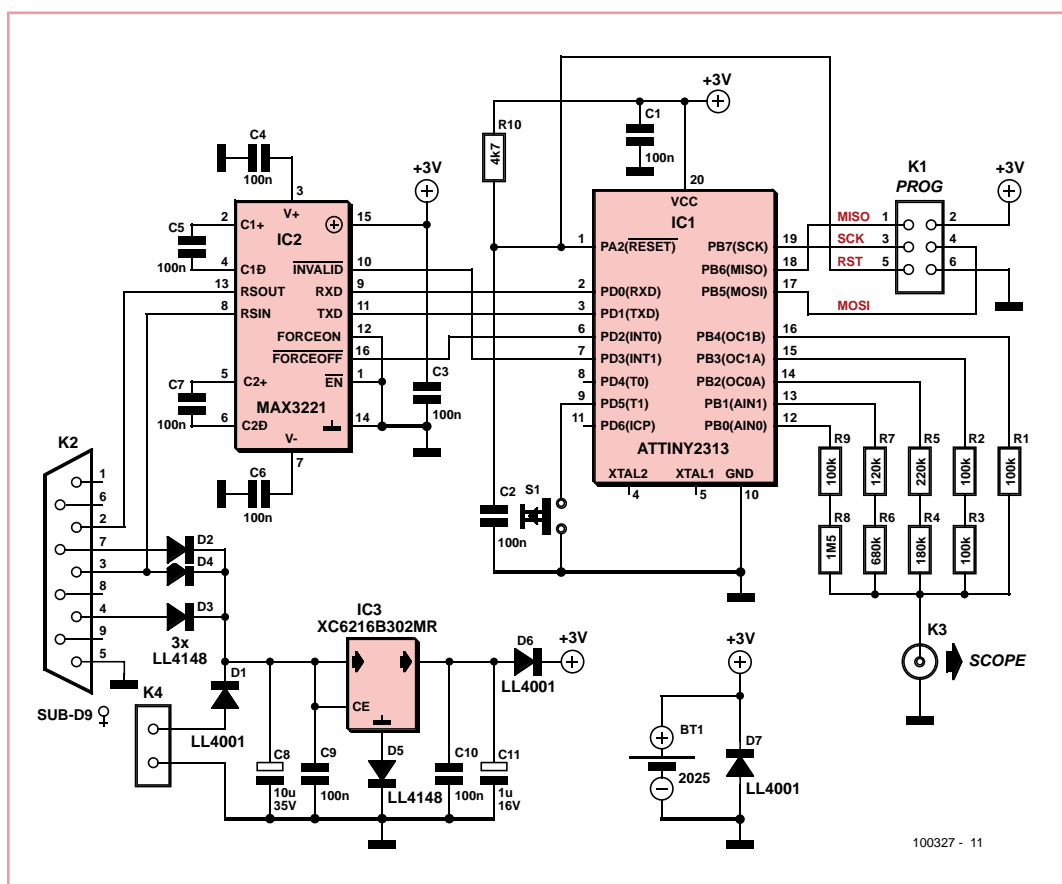 C4
100n
3
+3V
C5
100n
2
C1+
V+
IC2
15
4
C1Đ
INVALID
10
13
RSOUT
RXD
9
8
RSIN
TXD
11
FORCEON
12
FORCEOFF
16
C7
100n
5
C2+
EN
1
6
C2Đ
MAX3221
14
V-
7
C6
100n
C3
100n
R10
4k7
C1
100n
+3V
20
VCC
IC1
1
PA2(RESET)
PB7(SCK)
19
PB6(MISO)
18
2
PD0(RXD)
PB5(MOSI)
17
3
PD1(TXD)
6
PD2(INT0)
PB4(OC1B)
16
7
PD3(INT1)
PB3(OC1A)
15
8
PD4(T0)
PB2(OC0A)
14
9
PD5(T1)
PB1(AIN1)
13
11
PD6(ICP)
PB0(AIN0)
12
ATTINY2313
XTAL2
XTAL1
GND
4
5
10
K1
PROG
+3V
MISO
1
2
SCK
3
4
RST
5
6
MOSI
C2
100n
S1
R9
100k
R7
120k
R5
220k
R2
100k
R1
100k
R8
1M5
R6
680k
R4
180k
R3
100k
K3
SCOPE
K2
1
6
2
7
3
8
4
9
5
SUB-D9
D2
D4
D3
3x
LL4148
D1
LL4001
K4
IC3
XC6216B302MR
CE
D6
LL4001
+3V
C8
10u
35V
C9
100n
D5
LL4148
C10
100n
C11
1u
16V
+3V
BT1
2025
D7
LL4001
100327 - 11